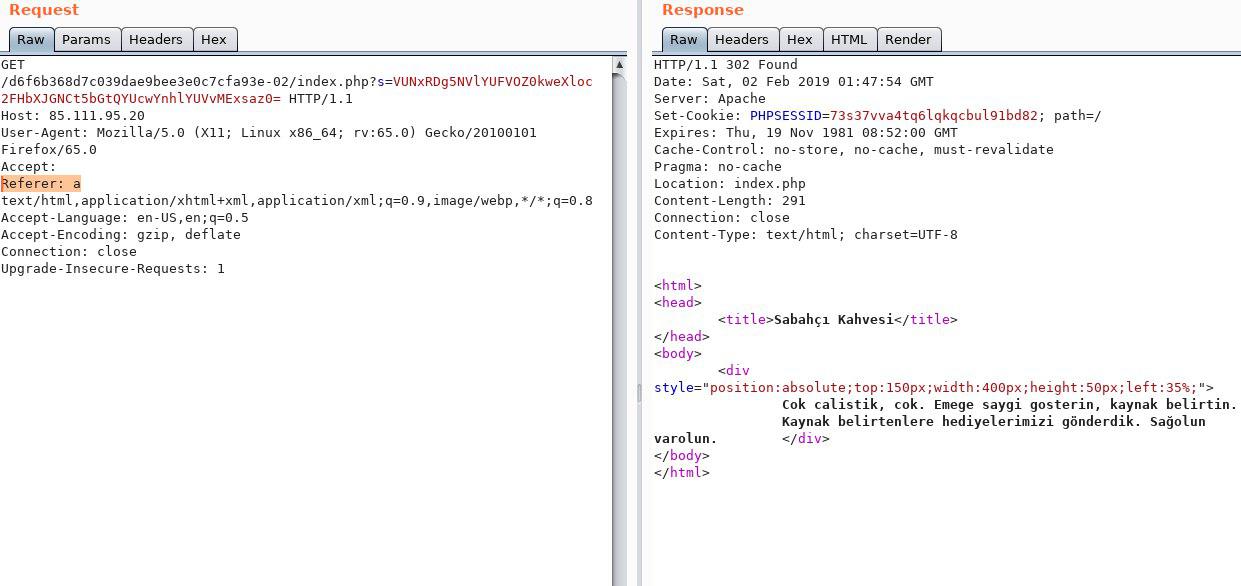 Request
Raw Params Headers Hex
GET
/d6f6b368d7c039dae9bee3e0c7cfa93e-02/index.php?s=VUNxRDg5NVlYUFVOZ0kweXloc
2FHbXJGNCt5bGtQYUcwYnhlYUVvMExsaz0= HTTP/1.1
Host: 85.111.95.20
User-Agent: Mozilla/5.0 (X11; Linux x86_64; rv:65.0) Gecko/20100101
Firefox/65.0
Accept:
Referer: a
text/html,application/xhtml+xml,application/xml;q=0.9,image/webp,*/*;q=0.8
Accept-Language: en-US,en;q=0.5
Accept-Encoding: gzip, deflate
Connection: close
Upgrade-Insecure-Requests: 1
Response
Raw Headers Hex HTML Render
HTTP/1.1 302 Found
Date: Sat, 02 Feb 2019 01:47:54 GMT
Server: Apache
Set-Cookie: PHPSESSID=73s37vva4tq6lqkqcbul91bd82; path=/
Expires: Thu, 19 Nov 1981 08:52:00 GMT
Cache-Control: no-store, no-cache, must-revalidate
Pragma: no-cache
Location: index.php
Content-Length: 291
Connection: close
Content-Type: text/html; charset=UTF-8
<html>
<head>
<title>Sabahçı Kahvesi</title>
</head>
<body>
<div
style="position:absolute;top:150px;width:400px;height:50px;left:35%;">
Cok calistik, cok. Emege saygi gosterin, kaynak belirtin.
Kaynak belirtenlere hediyelerimizi gönderdik. Sağolun
varolun. </div>
</body>
</html>